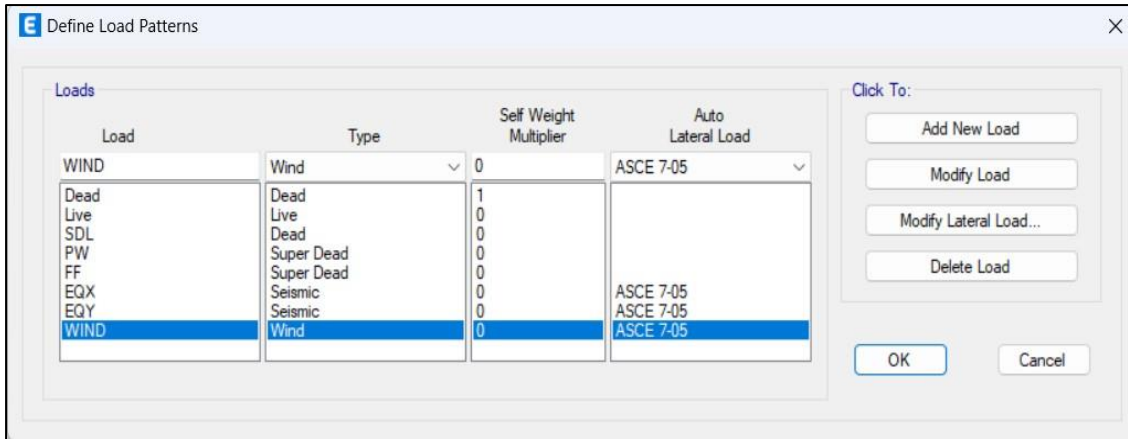 E Define Load Patterns
Loads
Click To:
Load Type Self Weight Multiplier Auto Lateral Load
WIND Wind 0 ASCE 7-05
Dead Dead 1
Live Live 0
SDL Dead 0
PW Super Dead 0
FF Super Dead 0
EQX Seismic 0 ASCE 7-05
EQY Seismic 0 ASCE 7-05
WIND Wind 0 ASCE 7-05
Add New Load
Modify Load
Modify Lateral Load...
Delete Load
OK Cancel